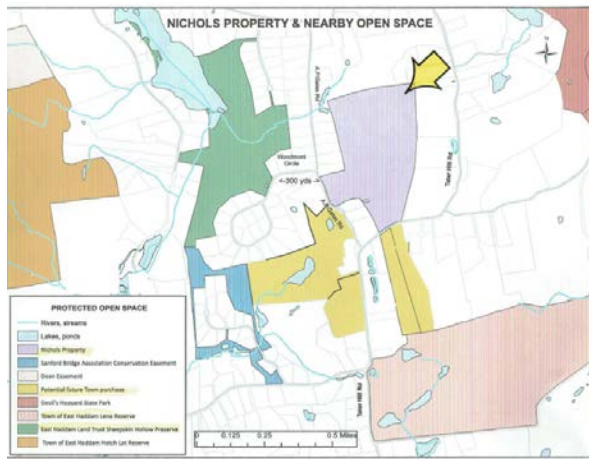 NICHOLS PROPERTY & NEARBY OPEN SPACE
Woodmont
Circle
<-300 yds->
Town Hill Rd
PROTECTED OPEN SPACE
Rivers, streams
Lakes, ponds
Nichols Property
Sanford Bridge Association Conservation Easement
Dean Easement
Potential future Town purchase
Devil's Hopyard State Park
Town of East Haddam Lena Reserve
East Haddam Land Trust Sheepskin Hollow Preserve
Town of East Haddam Hatch Lot Reserve
0 0.125 0.25 0.5 Miles